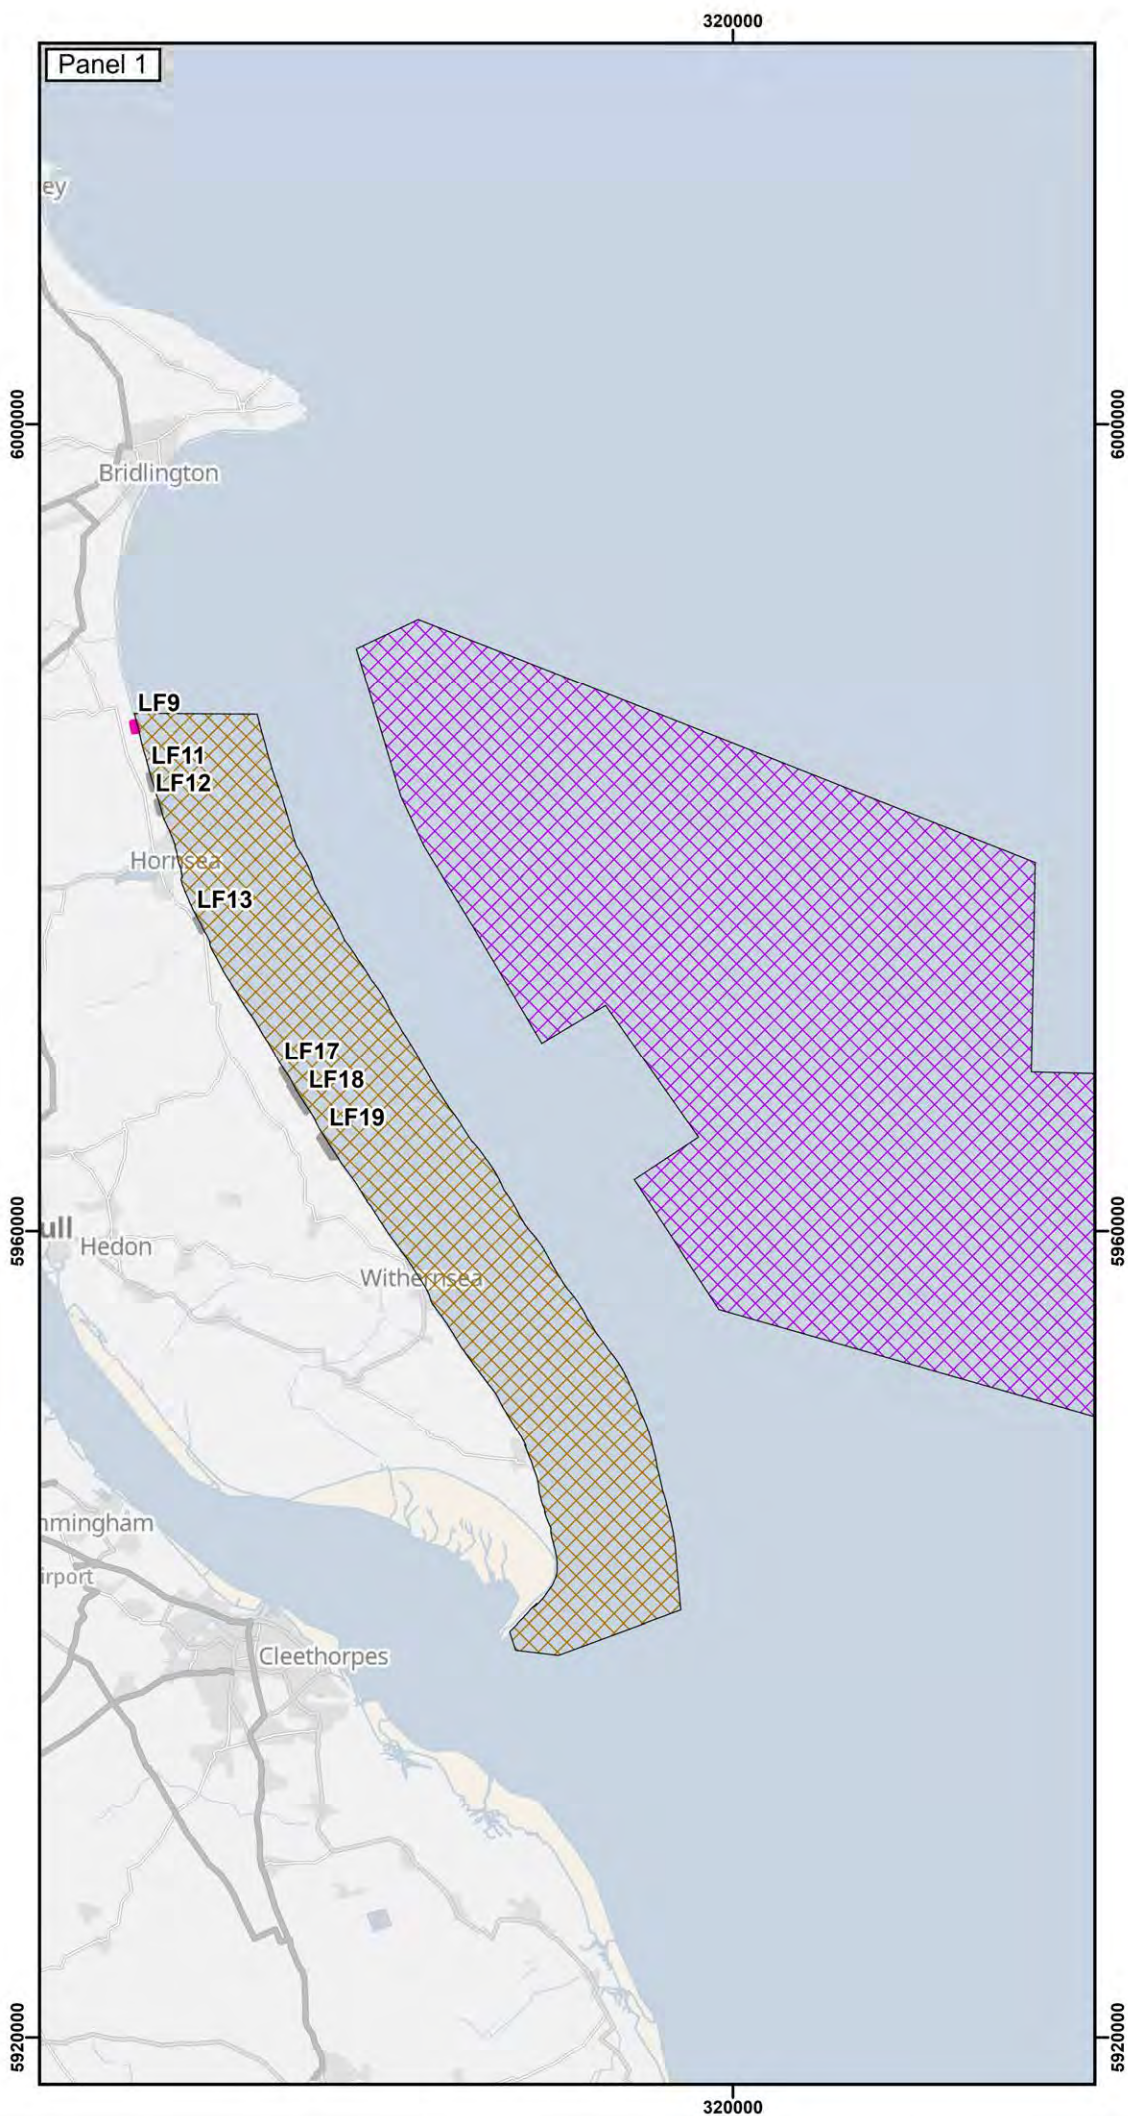 320000
Panel 1
ey
6000000
6000000
Bridlington
LF9
LF11
LF12
Hornsea
LF13
LF17
LF18
LF19
5960000
ull
5960000
Hedon
Withernsea
mmingham
irport
Cleethorpes
5920000
5920000
320000